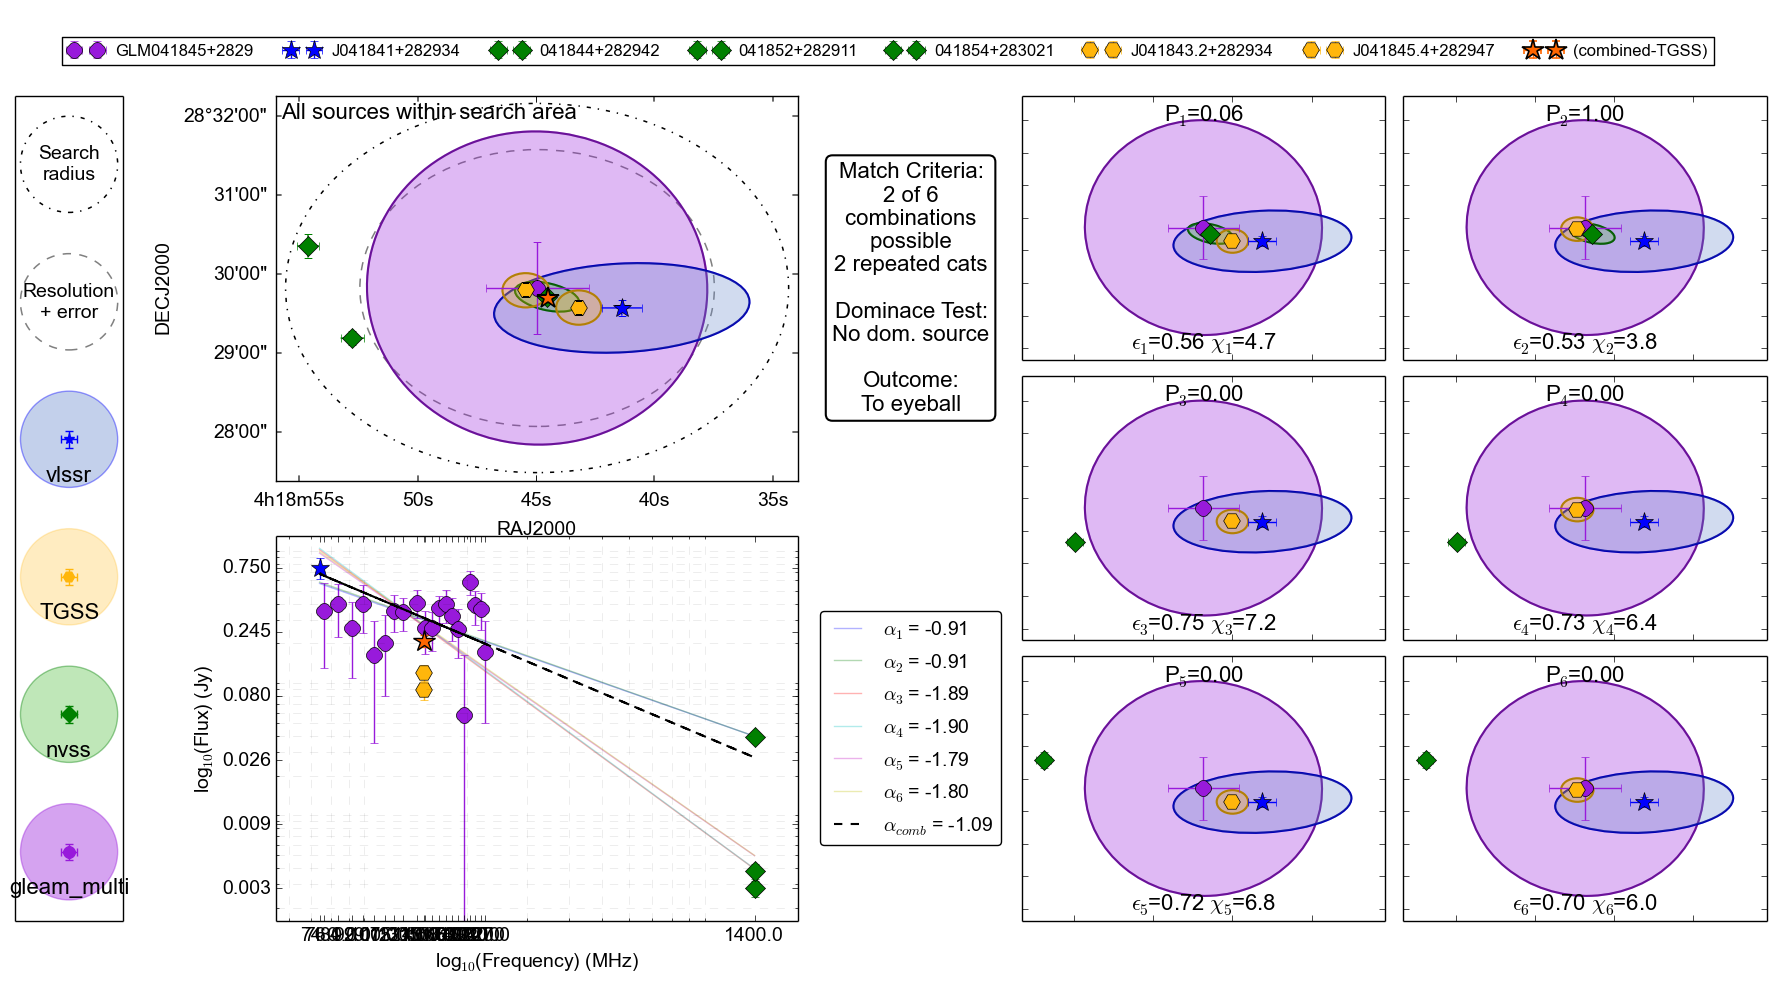 GLM041845+2829 J041841+282934 041844+282942 041852+282911 041854+283021 J041843.2+282934 J041845.4+282947 (combined-TGSS)
Search
radius
Resolution
+ error
vlssr
TGSS
nvss
gleam_multi
All sources within search area
28°32'00"
31'00"
30'00"
29'00"
28'00"
DECJ2000
4h18m55s 50s 45s 40s 35s
RAJ2000
0.750
0.245
0.080
0.026
0.009
0.003
log10(Flux) (Jy)
1400.0
log10(Frequency) (MHz)
Match Criteria:
2 of 6
combinations
possible
2 repeated cats
Dominace Test:
No dom. source
Outcome:
To eyeball
α1 = -0.91
α2 = -0.91
α3 = -1.89
α4 = -1.90
α5 = -1.79
α6 = -1.80
αcomb = -1.09
P1=0.06
ϵ1=0.56 χ1=4.7
P2=1.00
ϵ2=0.53 χ2=3.8
P3=0.00
ϵ3=0.75 χ3=7.2
P4=0.00
ϵ4=0.73 χ4=6.4
P5=0.00
ϵ5=0.72 χ5=6.8
P6=0.00
ϵ6=0.70 χ6=6.0